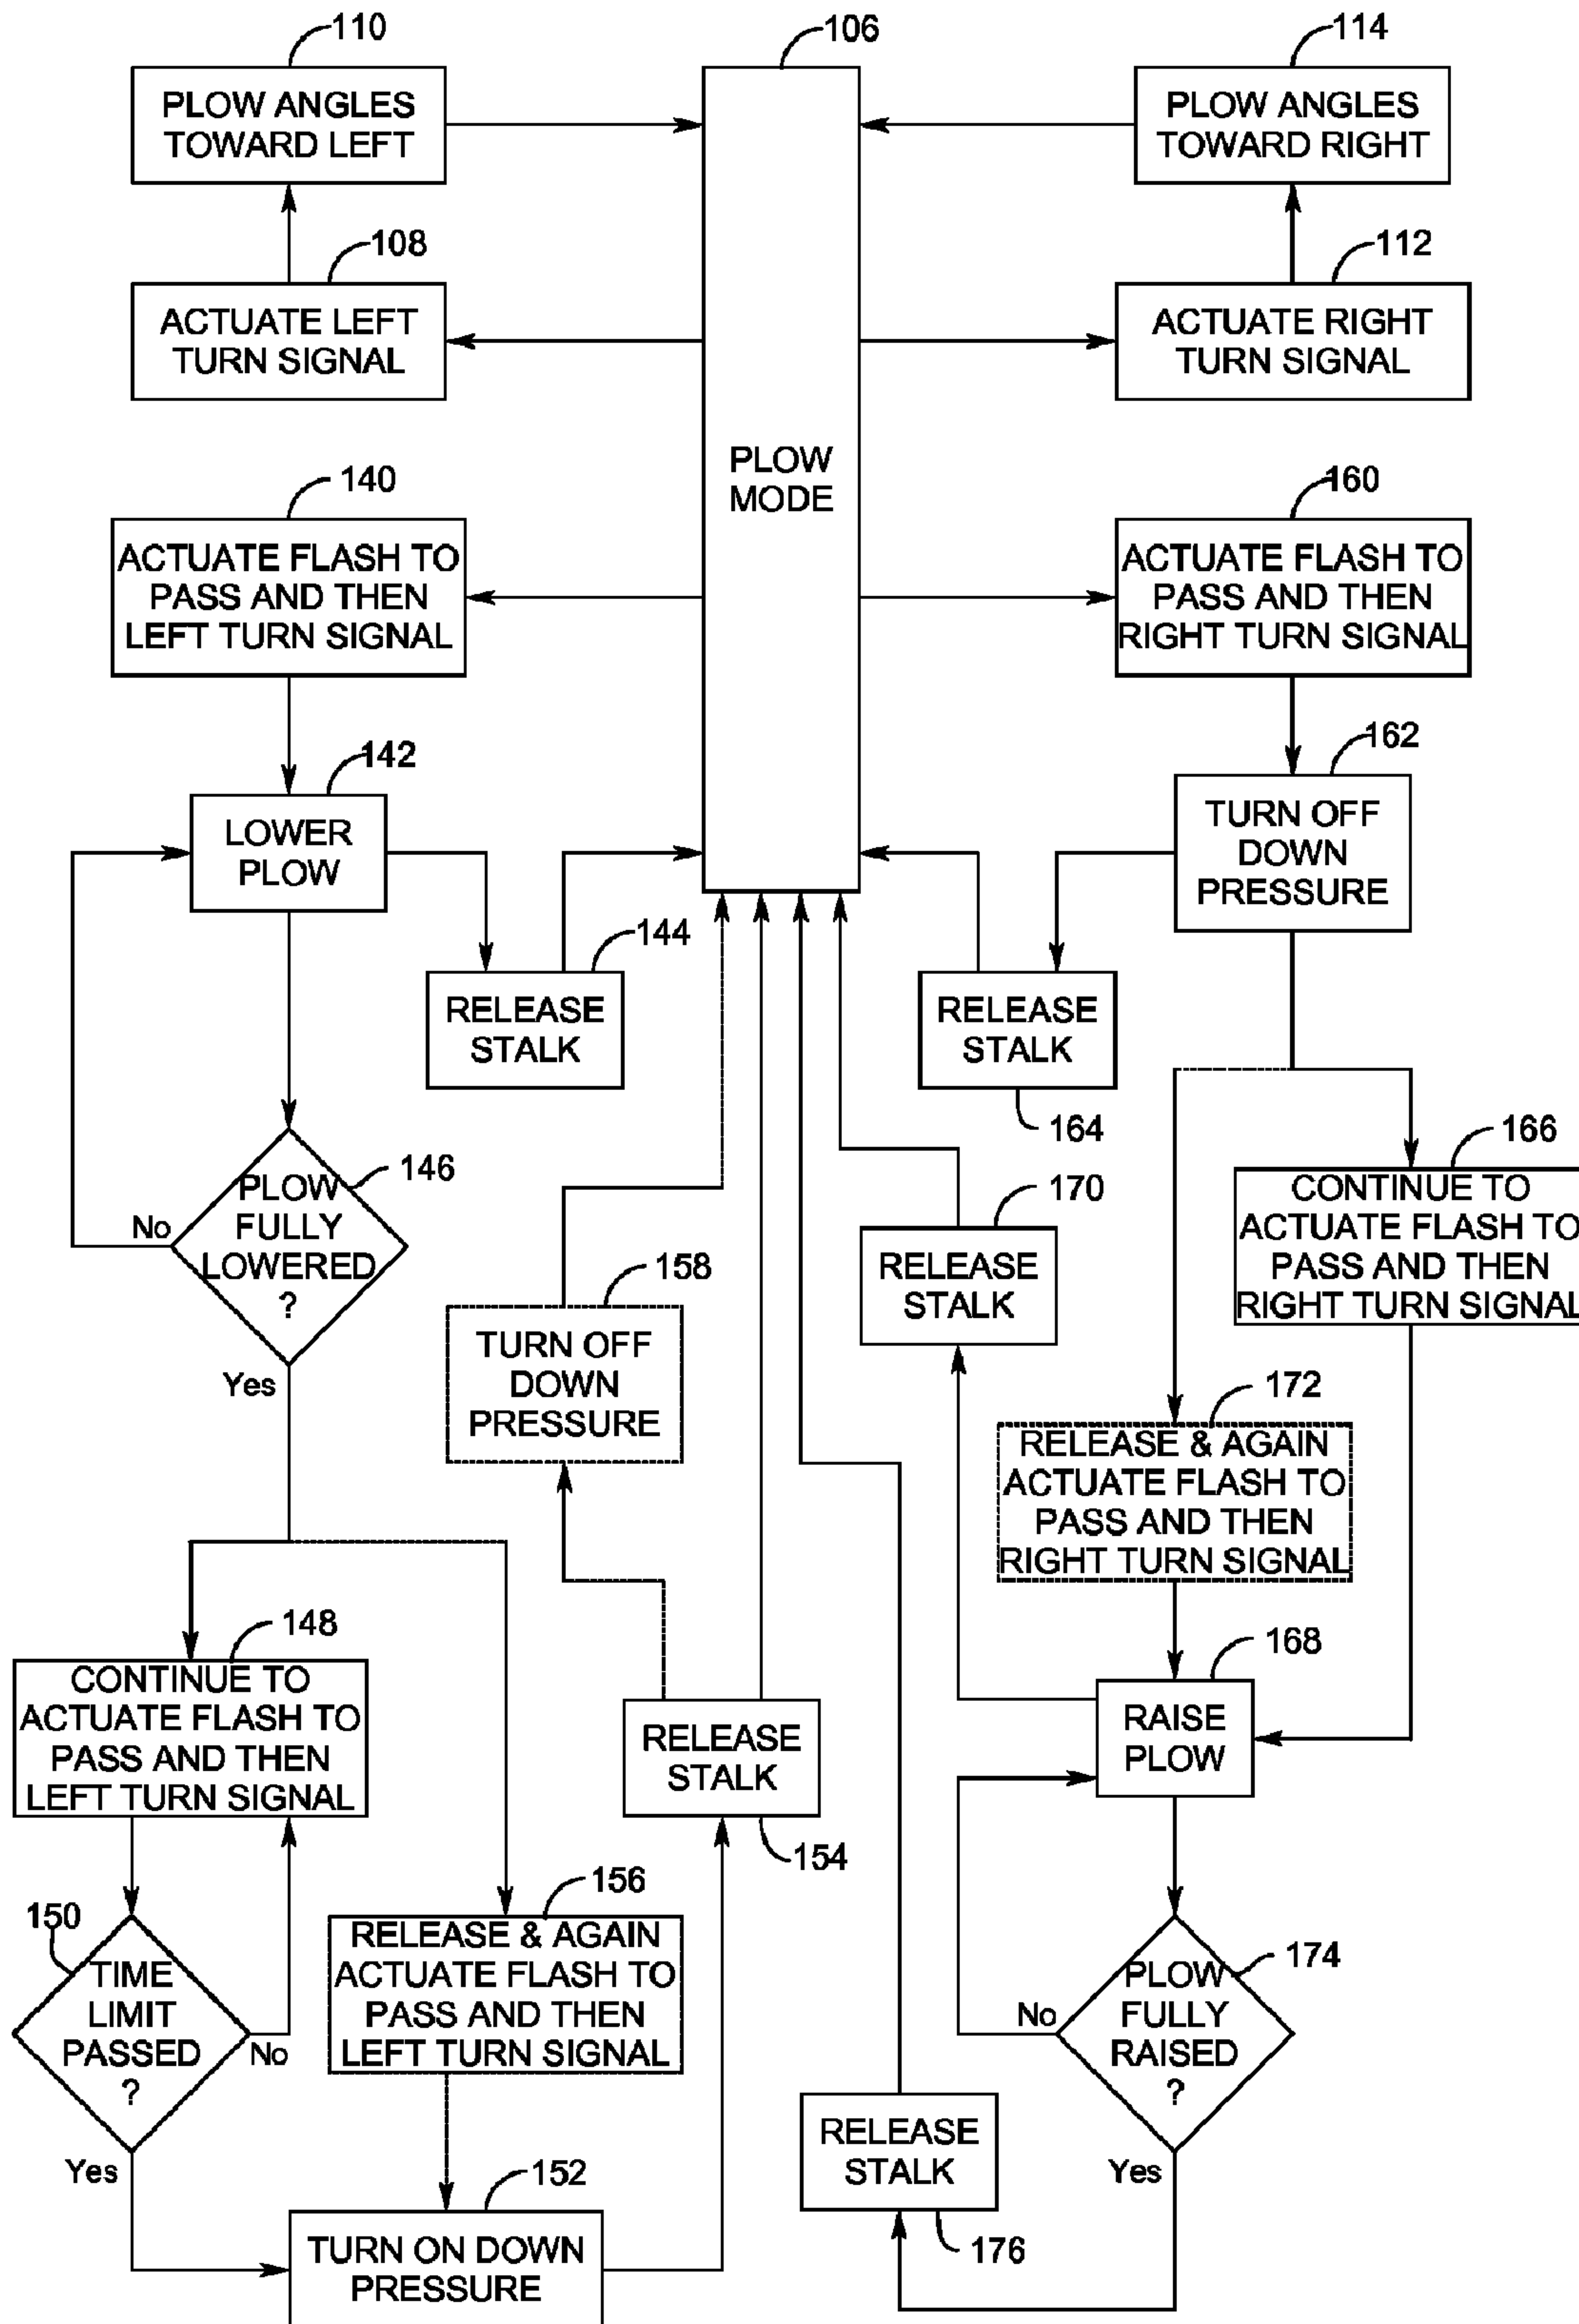 110
106
114
PLOW ANGLES
TOWARD LEFT
PLOW ANGLES
TOWARD RIGHT
108
112
ACTUATE LEFT
TURN SIGNAL
ACTUATE RIGHT
TURN SIGNAL
PLOW
MODE
140
160
ACTUATE FLASH TO
PASS AND THEN
LEFT TURN SIGNAL
ACTUATE FLASH TO
PASS AND THEN
RIGHT TURN SIGNAL
142
162
LOWER
PLOW
TURN OFF
DOWN
PRESSURE
144
RELEASE
STALK
RELEASE
STALK
164
146
PLOW
FULLY
LOWERED
?
No
Yes
166
CONTINUE TO
ACTUATE FLASH TO
PASS AND THEN
RIGHT TURN SIGNAL
170
RELEASE
STALK
158
TURN OFF
DOWN
PRESSURE
172
RELEASE & AGAIN
ACTUATE FLASH TO
PASS AND THEN
RIGHT TURN SIGNAL
148
CONTINUE TO
ACTUATE FLASH TO
PASS AND THEN
LEFT TURN SIGNAL
168
RAISE
PLOW
RELEASE
STALK
154
150
TIME
LIMIT
PASSED
?
No
Yes
156
RELEASE & AGAIN
ACTUATE FLASH TO
PASS AND THEN
LEFT TURN SIGNAL
174
PLOW
FULLY
RAISED
?
No
Yes
RELEASE
STALK
176
152
TURN ON DOWN
PRESSURE